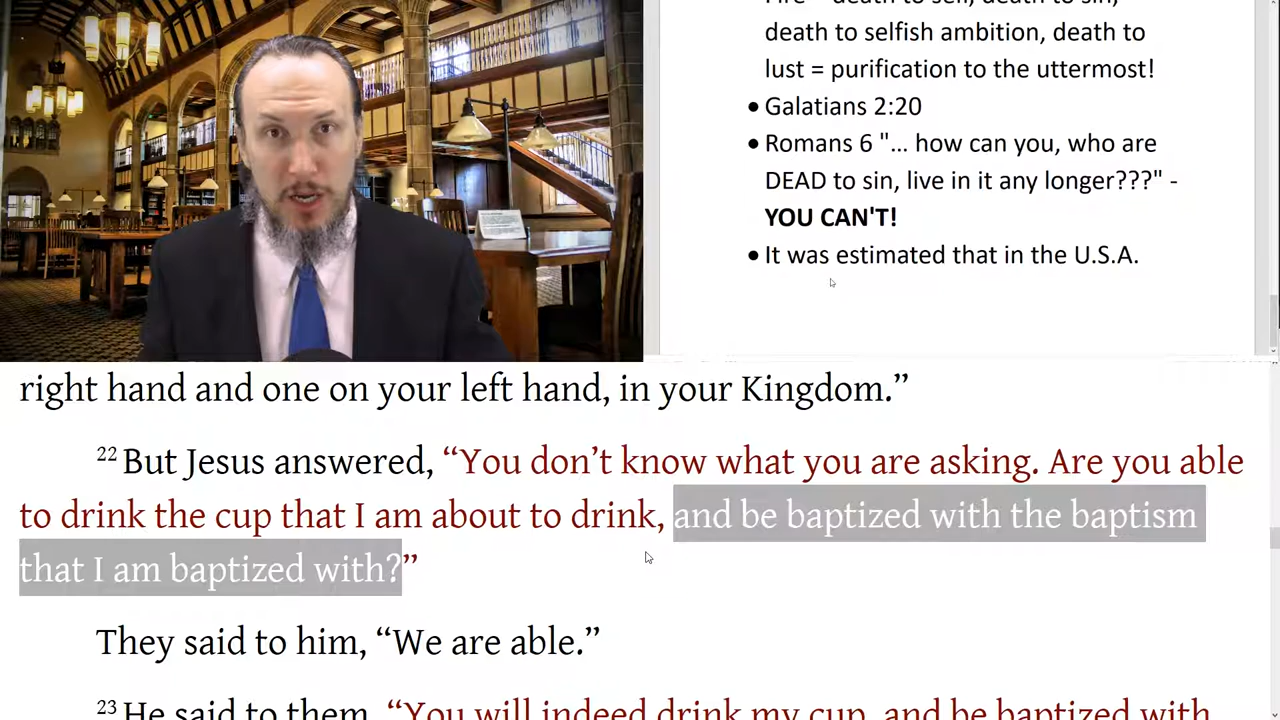 death to selfish ambition, death to
lust = purification to the uttermost!
• Galatians 2:20
• Romans 6 "... how can you, who are
DEAD to sin, live in it any longer???" -
YOU CAN'T!
• It was estimated that in the U.S.A.
right hand and one on your left hand, in your Kingdom.”
22 But Jesus answered, “You don’t know what you are asking. Are you able
to drink the cup that I am about to drink, and be baptized with the baptism
that I am baptized with?”
They said to him, “We are able.”
23 He said to them, “You will indeed drink my cup, and be baptized with